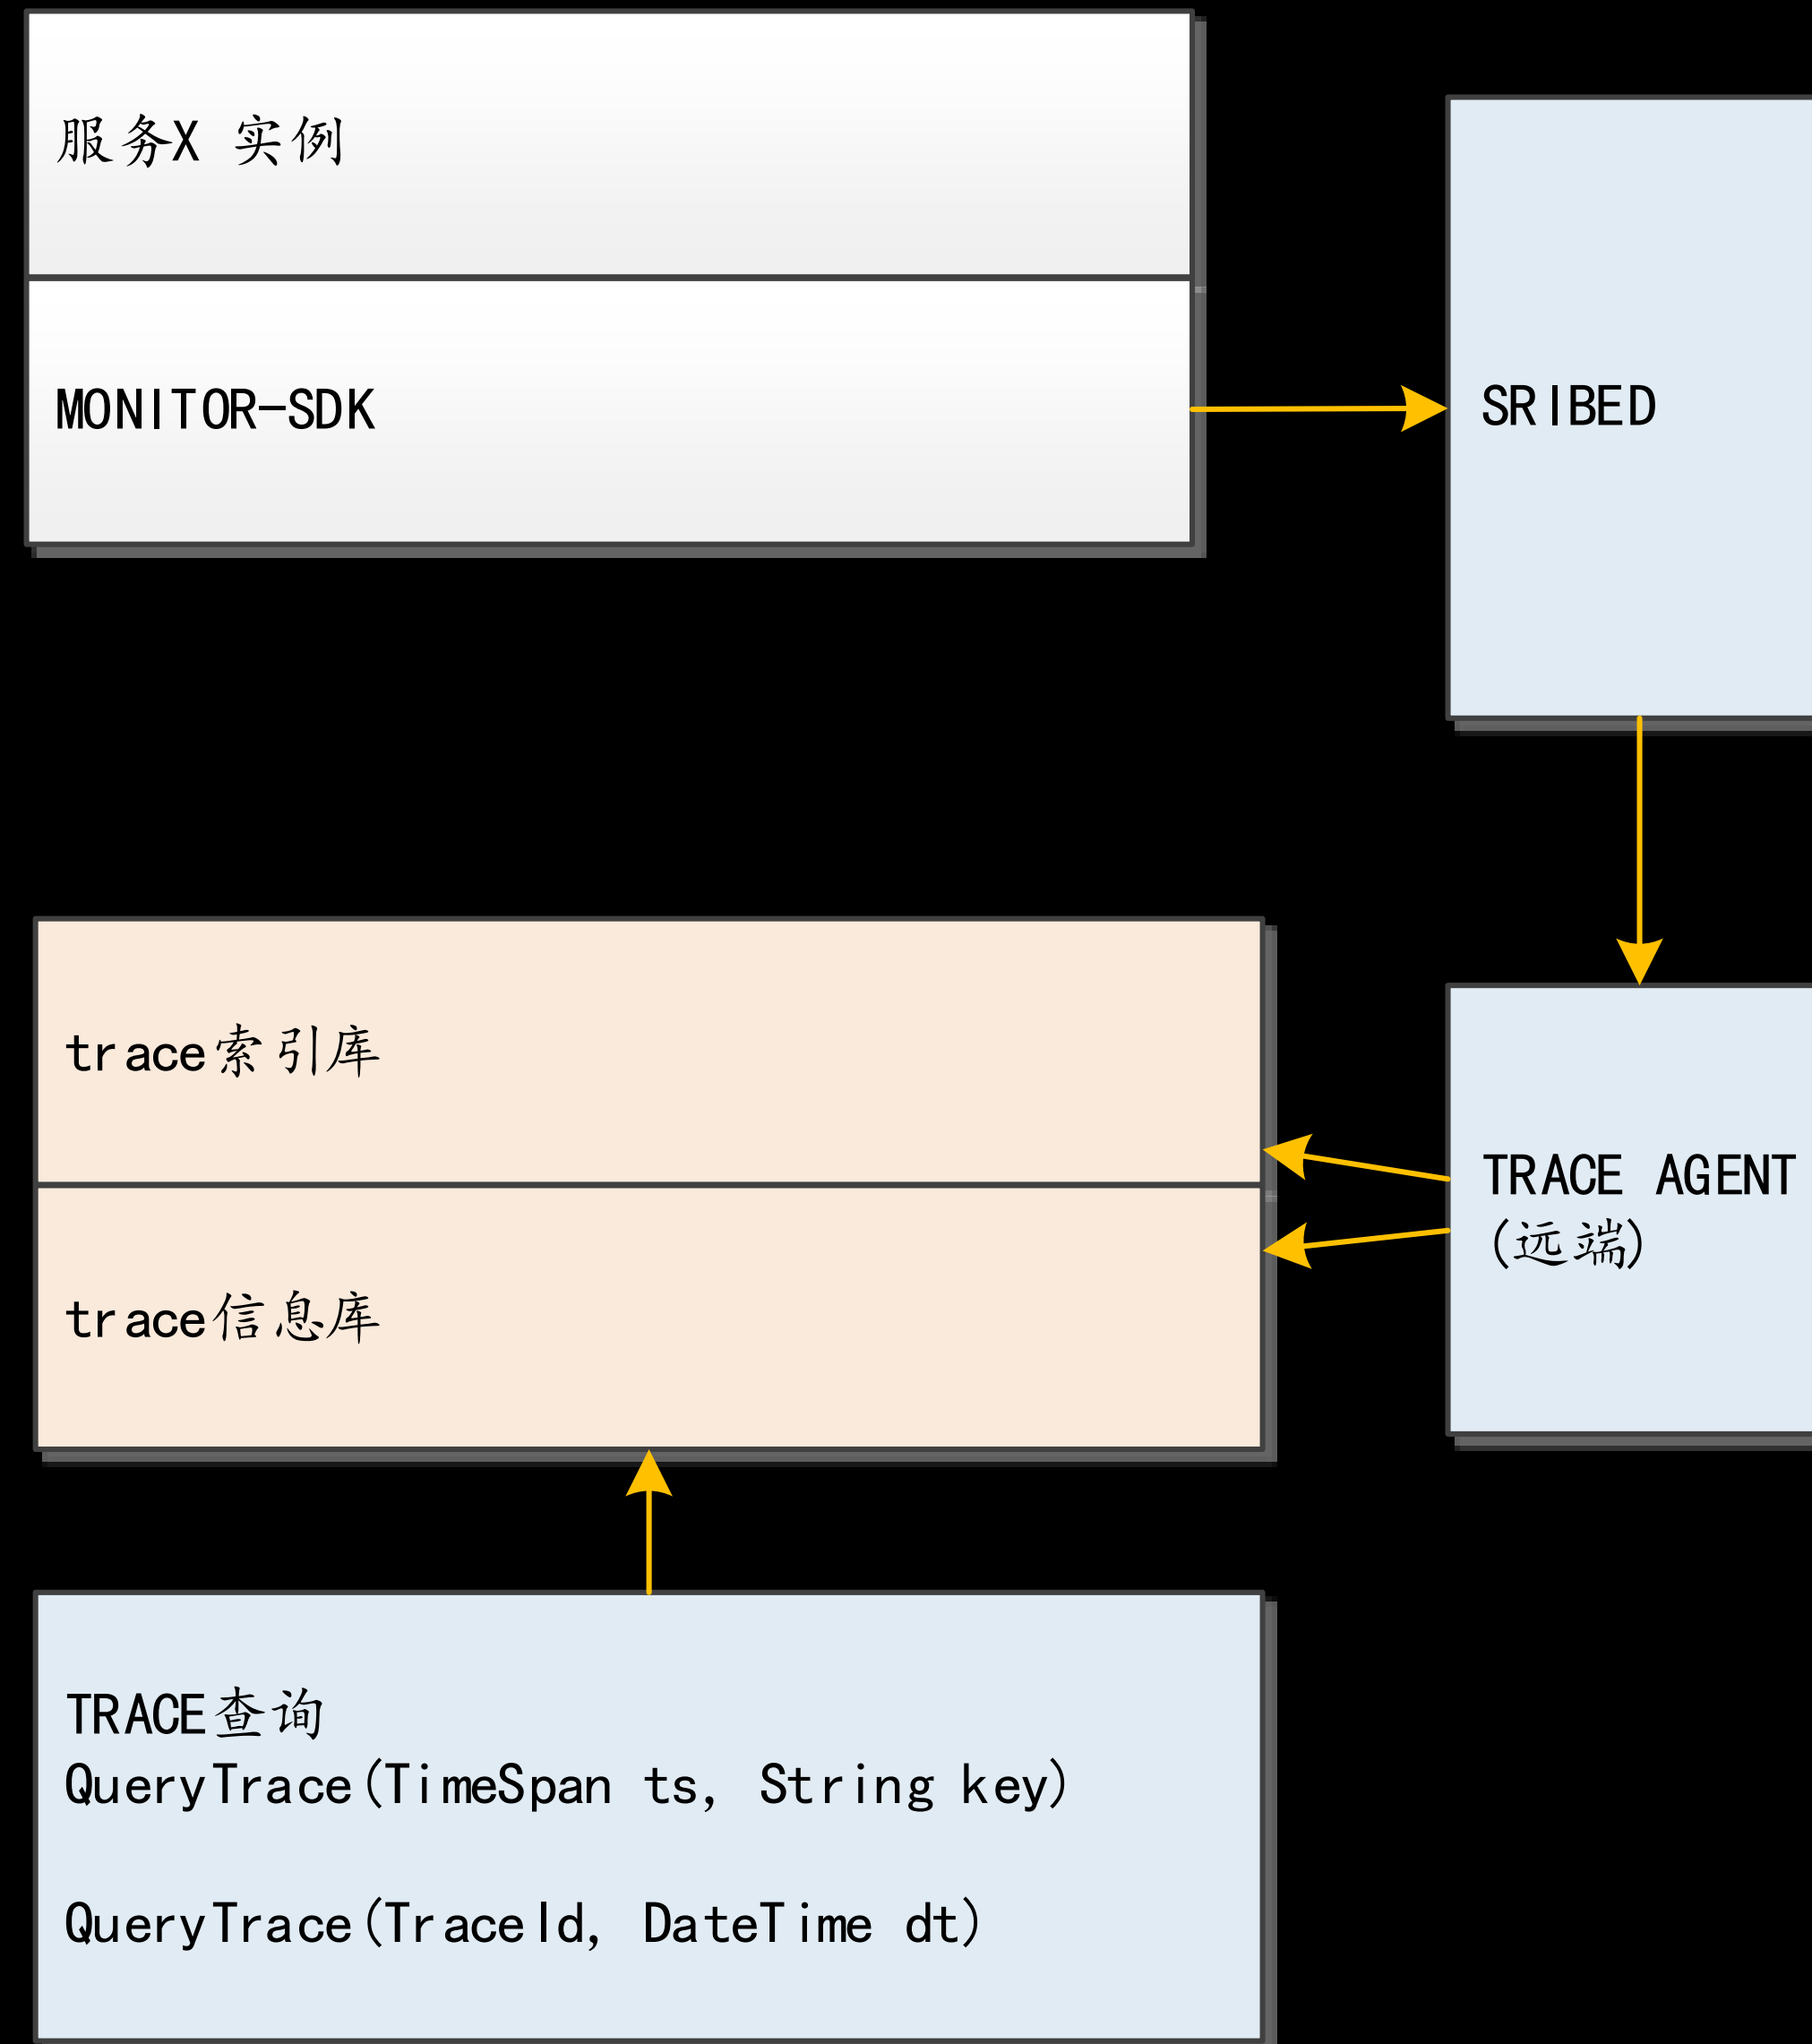 服务X 实例
MONITOR-SDK
SRIBED
trace索引库
TRACE AGENT
(远端)
trace信息库
TRACE查询
QueryTrace(TimeSpan ts, String key)
QueryTrace(TraceId, DateTime dt)